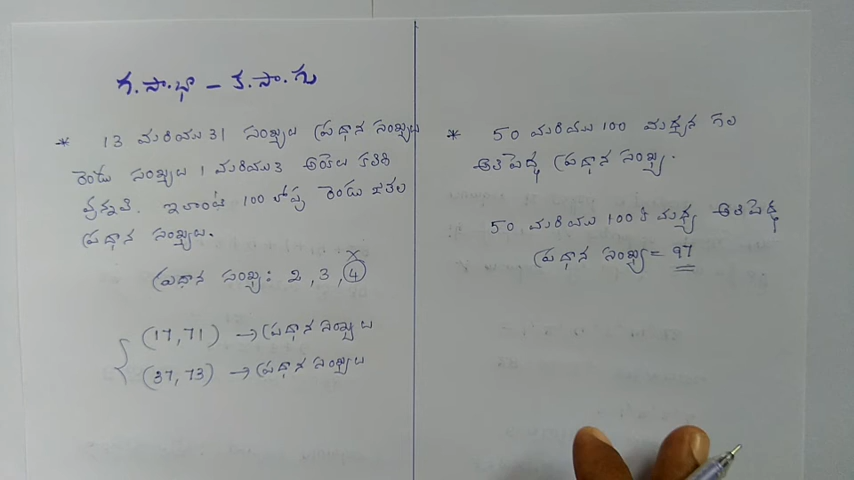 గ.సా.భా - క.సా.గు
* 13 మరియు 31 సంఖ్యలు ప్రధాన సంఖ్యలు
రెండు సంఖ్యలు 1 మరియు 3 అంకెలు కలిగి
వున్నవి. ఇలాంటి 100 లోపు రెండు జతల
ప్రధాన సంఖ్యలు.
ప్రధాన సంఖ్య: 2, 3, 4
(17, 71) → ప్రధాన సంఖ్యలు
(37, 73) → ప్రధాన సంఖ్యలు
* 50 మరియు 100 మధ్యన గల
అతిపెద్ద ప్రధాన సంఖ్య.
50 మరియు 100 కి మధ్య అతిపెద్ద
ప్రధాన సంఖ్య = 97